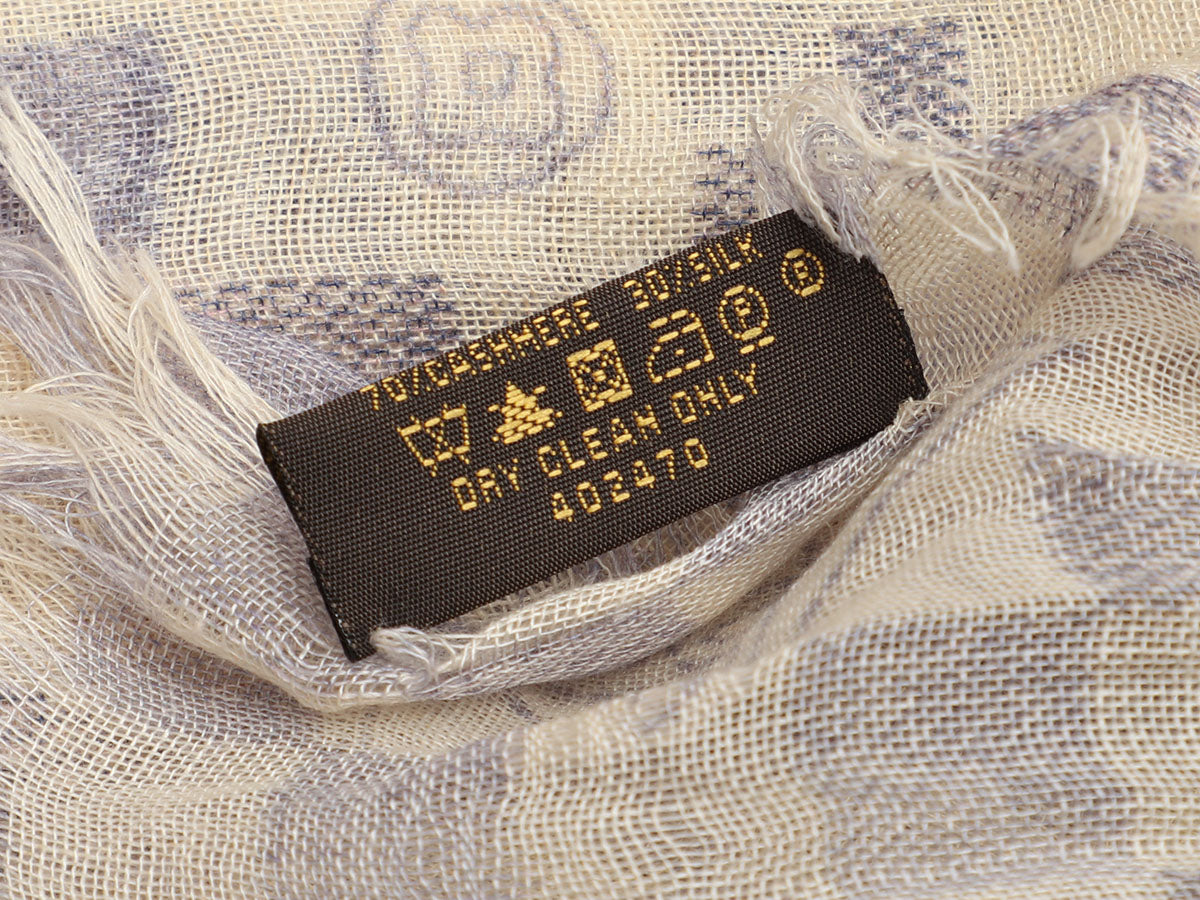 70%CASHMERE 30%SILK
P S
DRY CLEAN ONLY
402470